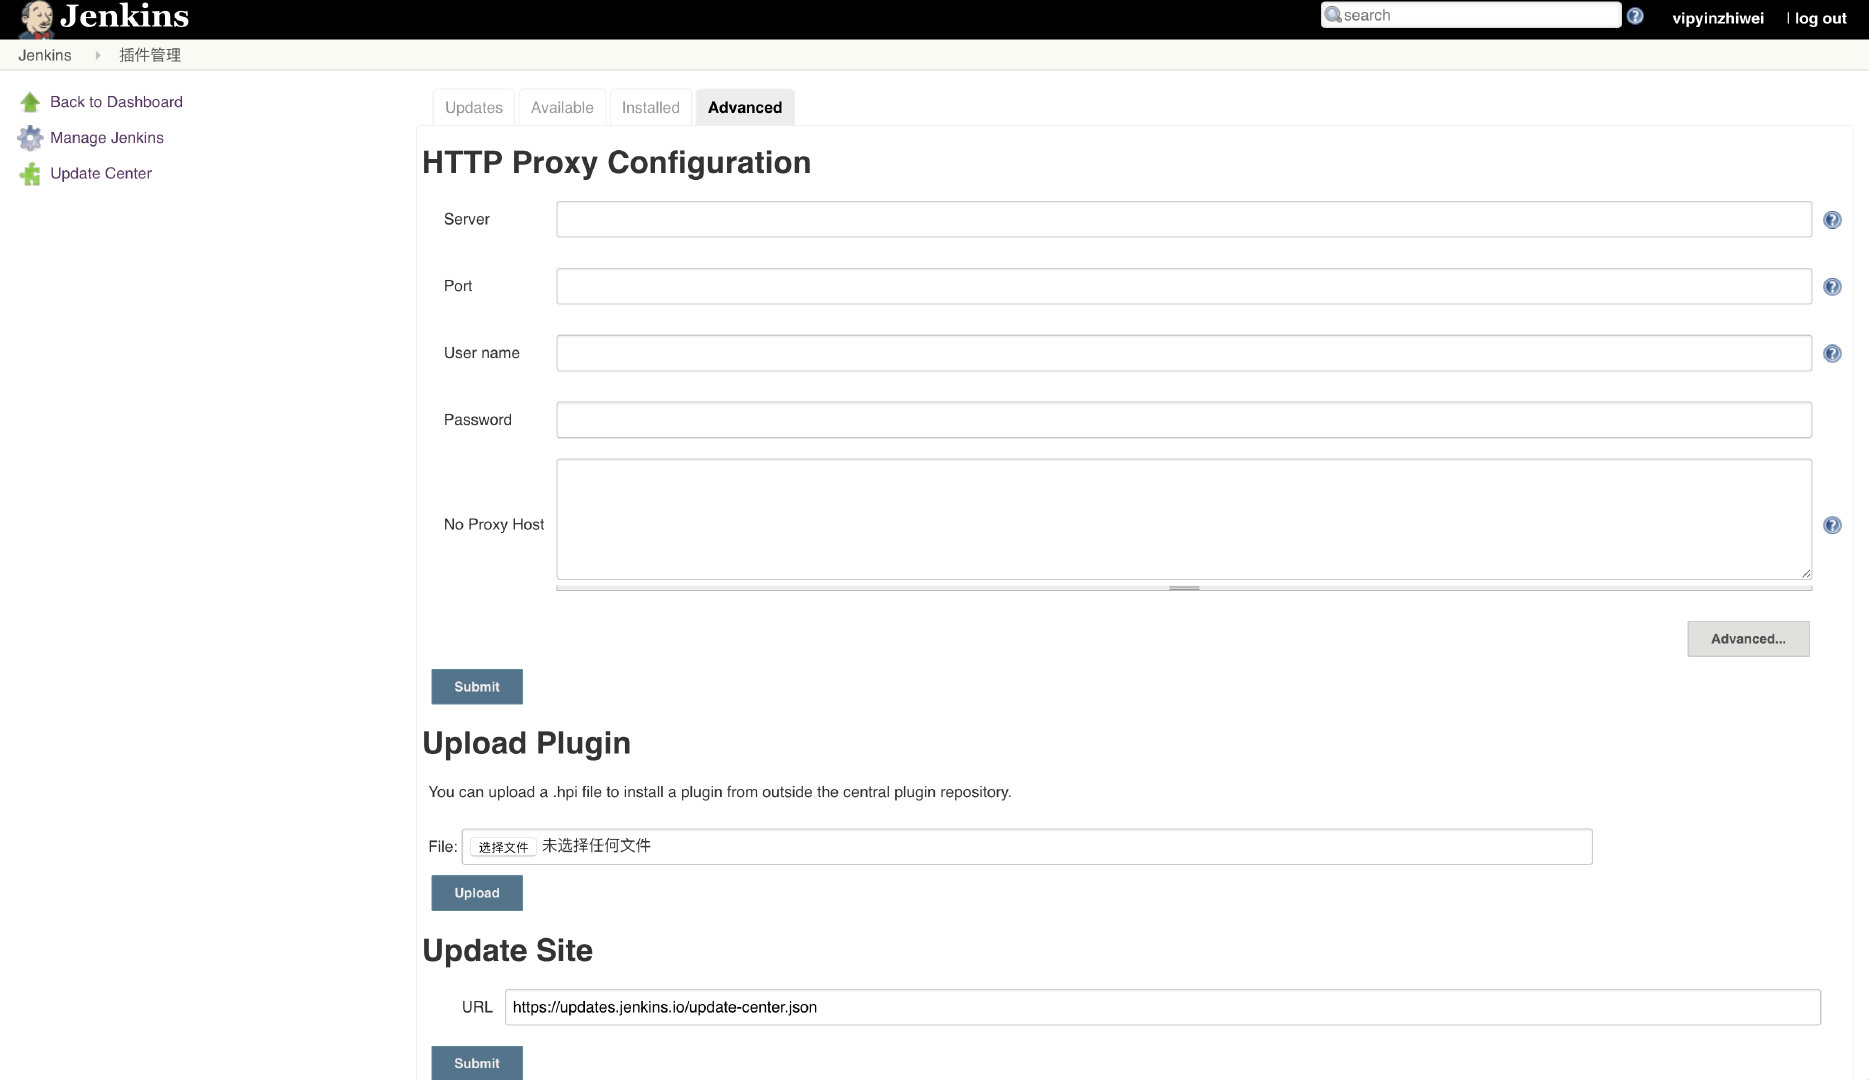 Jenkins
search
vipyinzhiwei | log out
Jenkins 插件管理
Back to Dashboard
Manage Jenkins
Update Center
Updates Available Installed Advanced
HTTP Proxy Configuration
Server
Port
User name
Password
No Proxy Host
Advanced...
Submit
Upload Plugin
You can upload a .hpi file to install a plugin from outside the central plugin repository.
File: 选择文件 未选择任何文件
Upload
Update Site
URL https://updates.jenkins.io/update-center.json
Submit